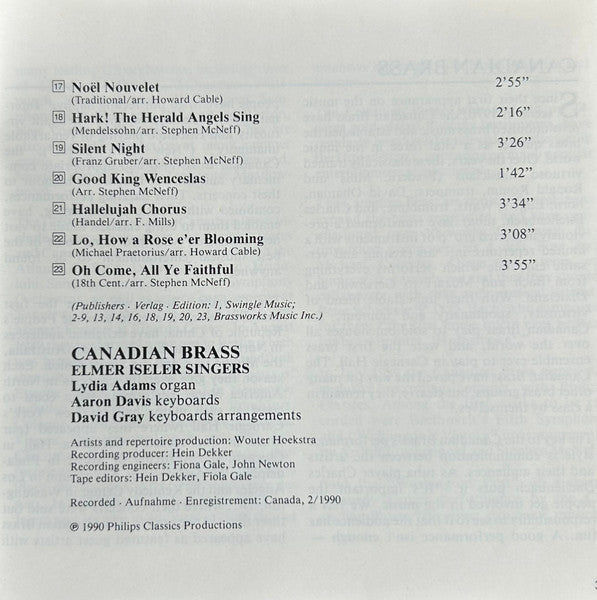 17 Noël Nouvelet 2’55”
(Traditional/arr. Howard Cable)
18 Hark! The Herald Angels Sing 2’16”
(Mendelssohn/arr. Stephen McNeff)
19 Silent Night 3’26”
(Franz Gruber/arr. Stephen McNeff)
20 Good King Wenceslas 1’42”
(Arr. Stephen McNeff)
21 Hallelujah Chorus 3’34”
(Handel/arr. F. Mills)
22 Lo, How a Rose e’er Blooming 3’08”
(Michael Praetorius/arr. Howard Cable)
23 Oh Come, All Ye Faithful 3’55”
(18th Cent./arr. Stephen McNeff)
(Publishers · Verlag · Edition: 1, Swingle Music;
2-9, 13, 14, 16, 18, 19, 20, 23, Brassworks Music Inc.)
CANADIAN BRASS
ELMER ISELER SINGERS
Lydia Adams organ
Aaron Davis keyboards
David Gray keyboards arrangements
Artists and repertoire production: Wouter Hoekstra
Recording producer: Hein Dekker
Recording engineers: Fiona Gale, John Newton
Tape editors: Hein Dekker, Fiola Gale
Recorded · Aufnahme · Enregistrement: Canada, 2/1990
℗ 1990 Philips Classics Productions